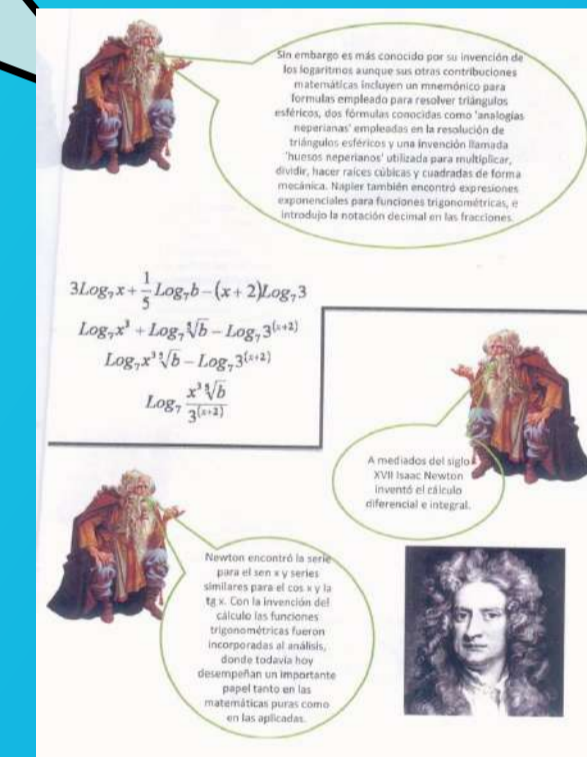 Sin embargo es más conocido por su invención de
los logaritmos aunque sus otras contribuciones
matemáticas incluyen un mnemónico para
formulas empleado para resolver triángulos
esféricos, dos fórmulas conocidas como 'analogías
neperianas' empleadas en la resolución de
triángulos esféricos y una invención llamada
'huesos neperianos' utilizada para multiplicar,
dividir, hacer raíces cúbicas y cuadradas de forma
mecánica. Napier también encontró expresiones
exponenciales para funciones trigonométricas, e
introdujo la notación decimal en las fracciones.
3Log₇x + 1/5 Log₇b – (x + 2)Log₇3
Log₇x³ + Log₇⁵√b – Log₇3⁽ˣ⁺²⁾
Log₇x³ ⁵√b – Log₇3⁽ˣ⁺²⁾
Log₇ x³ ⁵√b / 3⁽ˣ⁺²⁾
A mediados del siglo
XVII Isaac Newton
inventó el cálculo
diferencial e integral.
Newton encontró la serie
para el sen x y series
similares para el cos x y la
tg x. Con la invención del
cálculo las funciones
trigonométricas fueron
incorporadas al análisis,
donde todavía hoy
desempeñan un importante
papel tanto en las
matemáticas puras como
en las aplicadas.